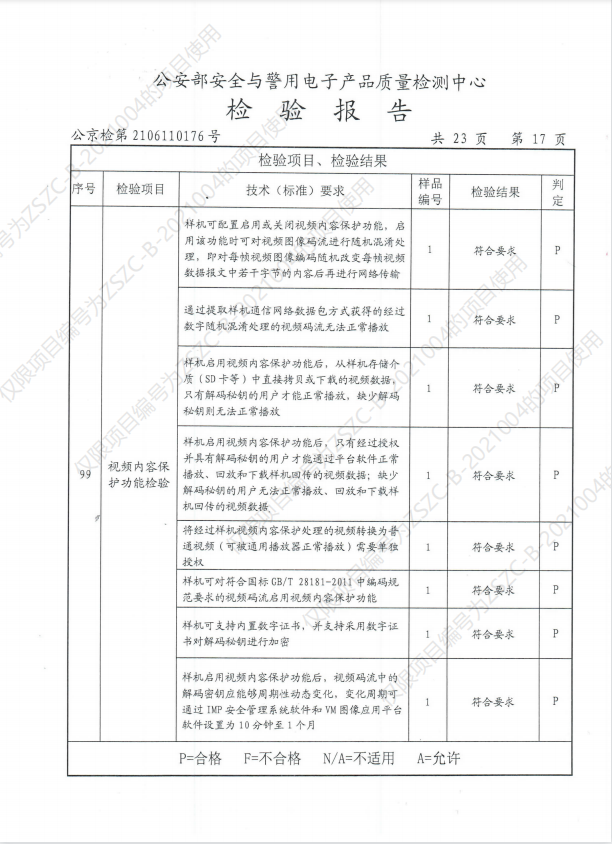 公安部安全与警用电子产品质量检测中心
检 验 报 告
公京检第 2106110176 号
共 23 页 第 17 页
检验项目、检验结果
序号 检验项目 技术（标准）要求 样品编号 检验结果 判定
99 视频内容保护功能检验
样机可配置启用或关闭视频内容保护功能，启
用该功能时可对视频图像码流进行随机混淆处
理，即对每帧视频图像编码随机改变每帧视频
数据报文中若干字节的内容后再进行网络传输
1 符合要求 P
通过提取样机通信网络数据包方式获得的经过
数字随机混淆处理的视频码流无法正常播放
1 符合要求 P
样机启用视频内容保护功能后，从样机存储介
质（SD 卡等）中直接拷贝或下载的视频数据，
只有解码秘钥的用户才能正常播放，缺少解码
秘钥则无法正常播放
1 符合要求 P
样机启用视频内容保护功能后，只有经过授权
并具有解码秘钥的用户才能通过平台软件正常
播放、回放和下载样机回传的视频数据；缺少
解码秘钥的用户无法正常播放、回放和下载样
机回传的视频数据
1 符合要求 P
将经过样机视频内容保护处理的视频转换为普
通视频（可被通用播放器正常播放）需要单独
授权
1 符合要求 P
样机可对符合国标 GB/T 28181-2011 中编码规
范要求的视频码流启用视频内容保护功能
1 符合要求 P
样机可支持内置数字证书，并支持采用数字证
书对解码秘钥进行加密
1 符合要求 P
样机启用视频内容保护功能后，视频码流中的
解码密钥应能够周期性动态变化，变化周期可
通过 IMP 安全管理系统软件和 VM 图像应用平台
软件设置为 10 分钟至 1 个月
1 符合要求 P
P=合格 F=不合格 N/A=不适用 A=允许
仅限项目编号为ZSZC-B-2021004的项目使用